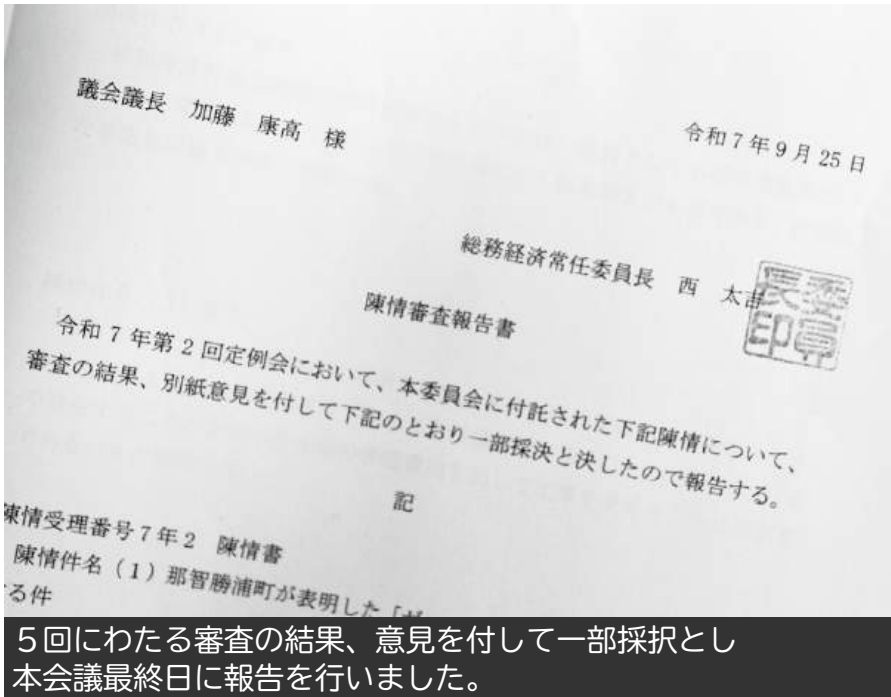 議会議長 加藤 康高 様
令和7年9月25日
総務経済常任委員長 西 太吉
委員長印
陳情審査報告書
令和7年第2回定例会において、本委員会に付託された下記陳情について、
審査の結果、別紙意見を付して下記のとおり一部採決と決したので報告する。
記
陳情受理番号7年2 陳情書
陳情件名(1)那智勝浦町が表明した「
る件
5回にわたる審査の結果、意見を付して一部採択とし
本会議最終日に報告を行いました。